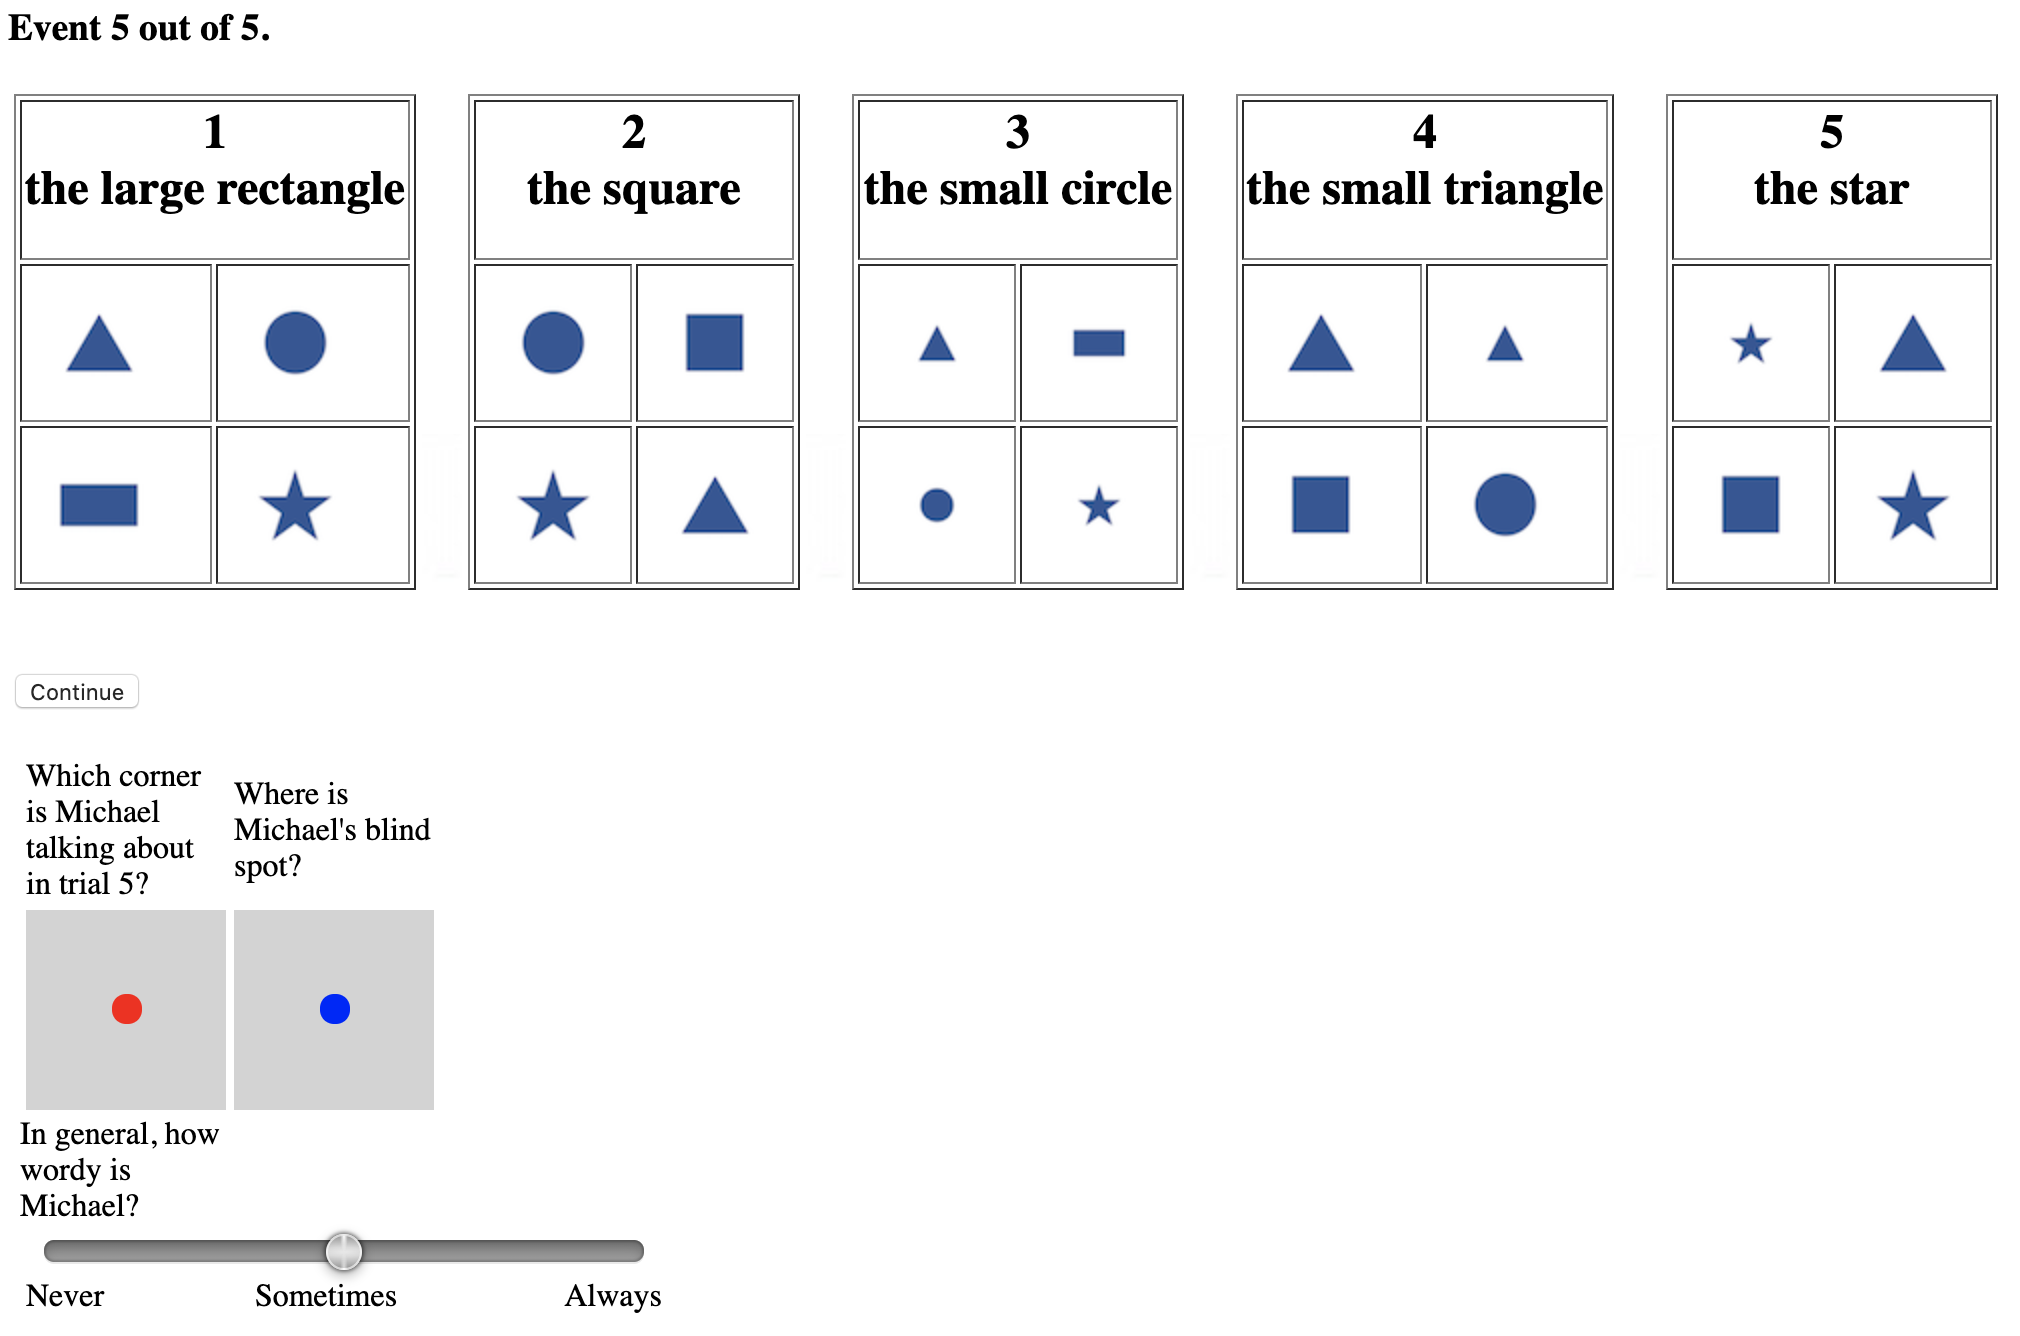 Event 5 out of 5.
1
the large rectangle
2
the square
3
the small circle
4
the small triangle
5
the star
Continue
Which corner
is Michael
talking about
in trial 5?
Where is
Michael's blind
spot?
In general, how
wordy is
Michael?
Never Sometimes Always